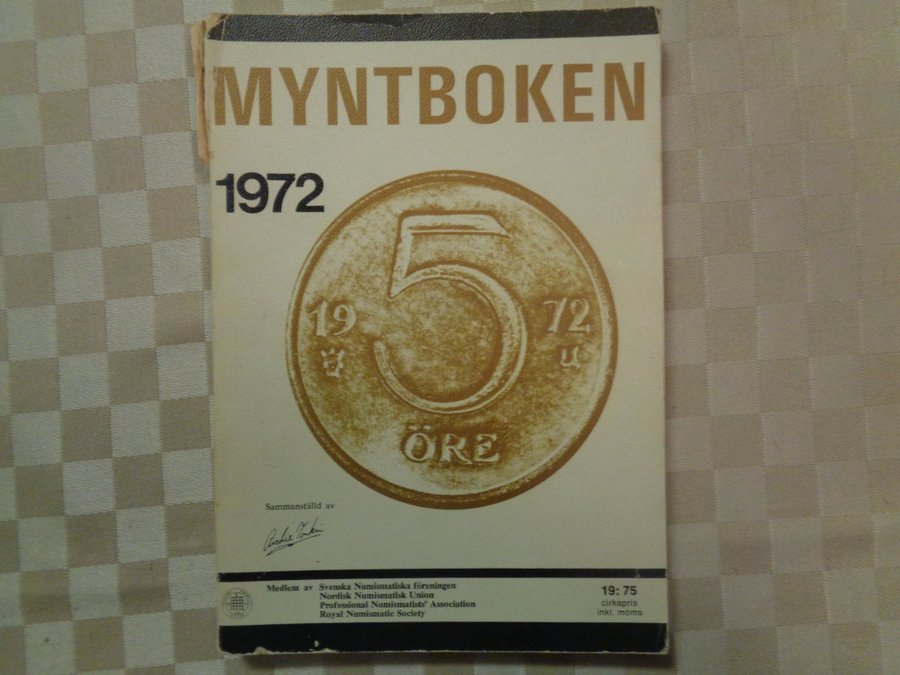 MYNTBOKEN
1972
5
19 72
u
ÖRE
Sammanställd av
Medlem av Svenska Numismatiska föreningen
Nordisk Numismatisk Union
Professional Numismatists' Association
Royal Numismatic Society
19:75
cirkapris
inkl. moms